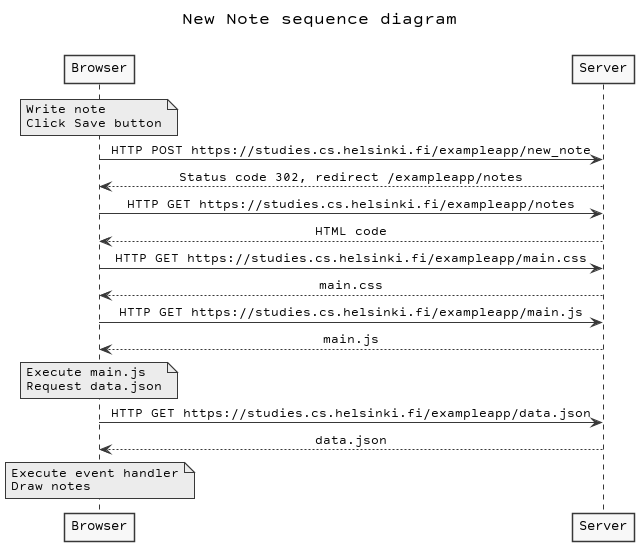 New Note sequence diagram
Browser
Server
Write note
Click Save button
HTTP POST https://studies.cs.helsinki.fi/exampleapp/new_note
Status code 302, redirect /exampleapp/notes
HTTP GET https://studies.cs.helsinki.fi/exampleapp/notes
HTML code
HTTP GET https://studies.cs.helsinki.fi/exampleapp/main.css
main.css
HTTP GET https://studies.cs.helsinki.fi/exampleapp/main.js
main.js
Execute main.js
Request data.json
HTTP GET https://studies.cs.helsinki.fi/exampleapp/data.json
data.json
Execute event handler
Draw notes
Browser
Server